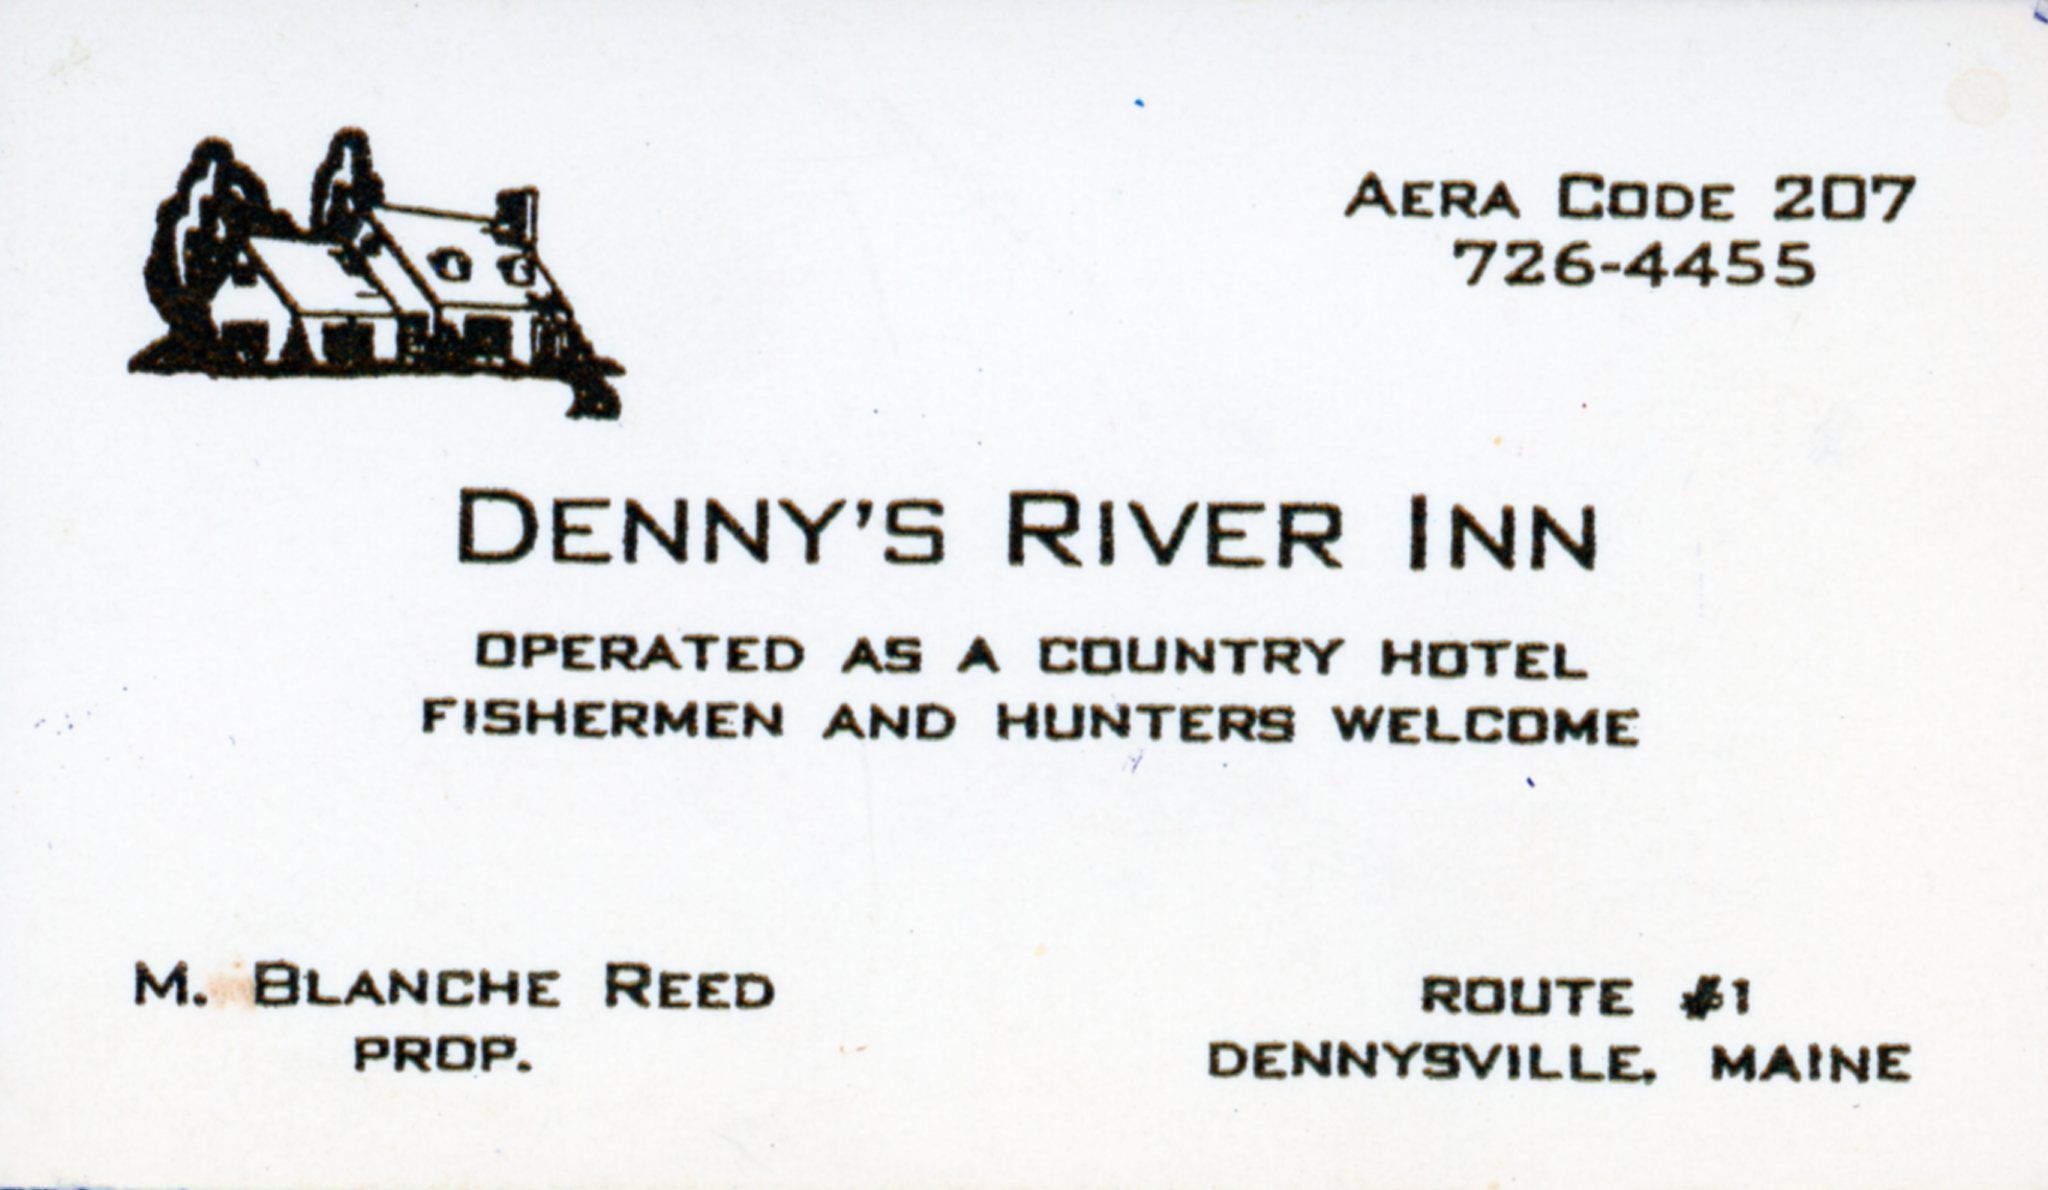 AERA CODE 207
726-4455
DENNY'S RIVER INN
OPERATED AS A COUNTRY HOTEL
FISHERMEN AND HUNTERS WELCOME
M. BLANCHE REED
PROP.
ROUTE #1
DENNYSVILLE, MAINE